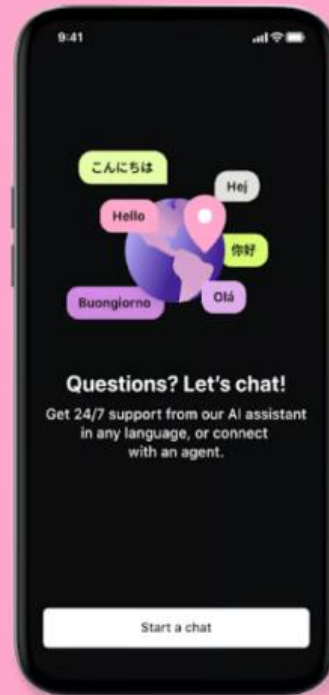 9:41
こんにちは
Hej
Hello
你好
Buongiorno
Olá
Questions? Let's chat!
Get 24/7 support from our AI assistant
in any language, or connect
with an agent.
Start a chat